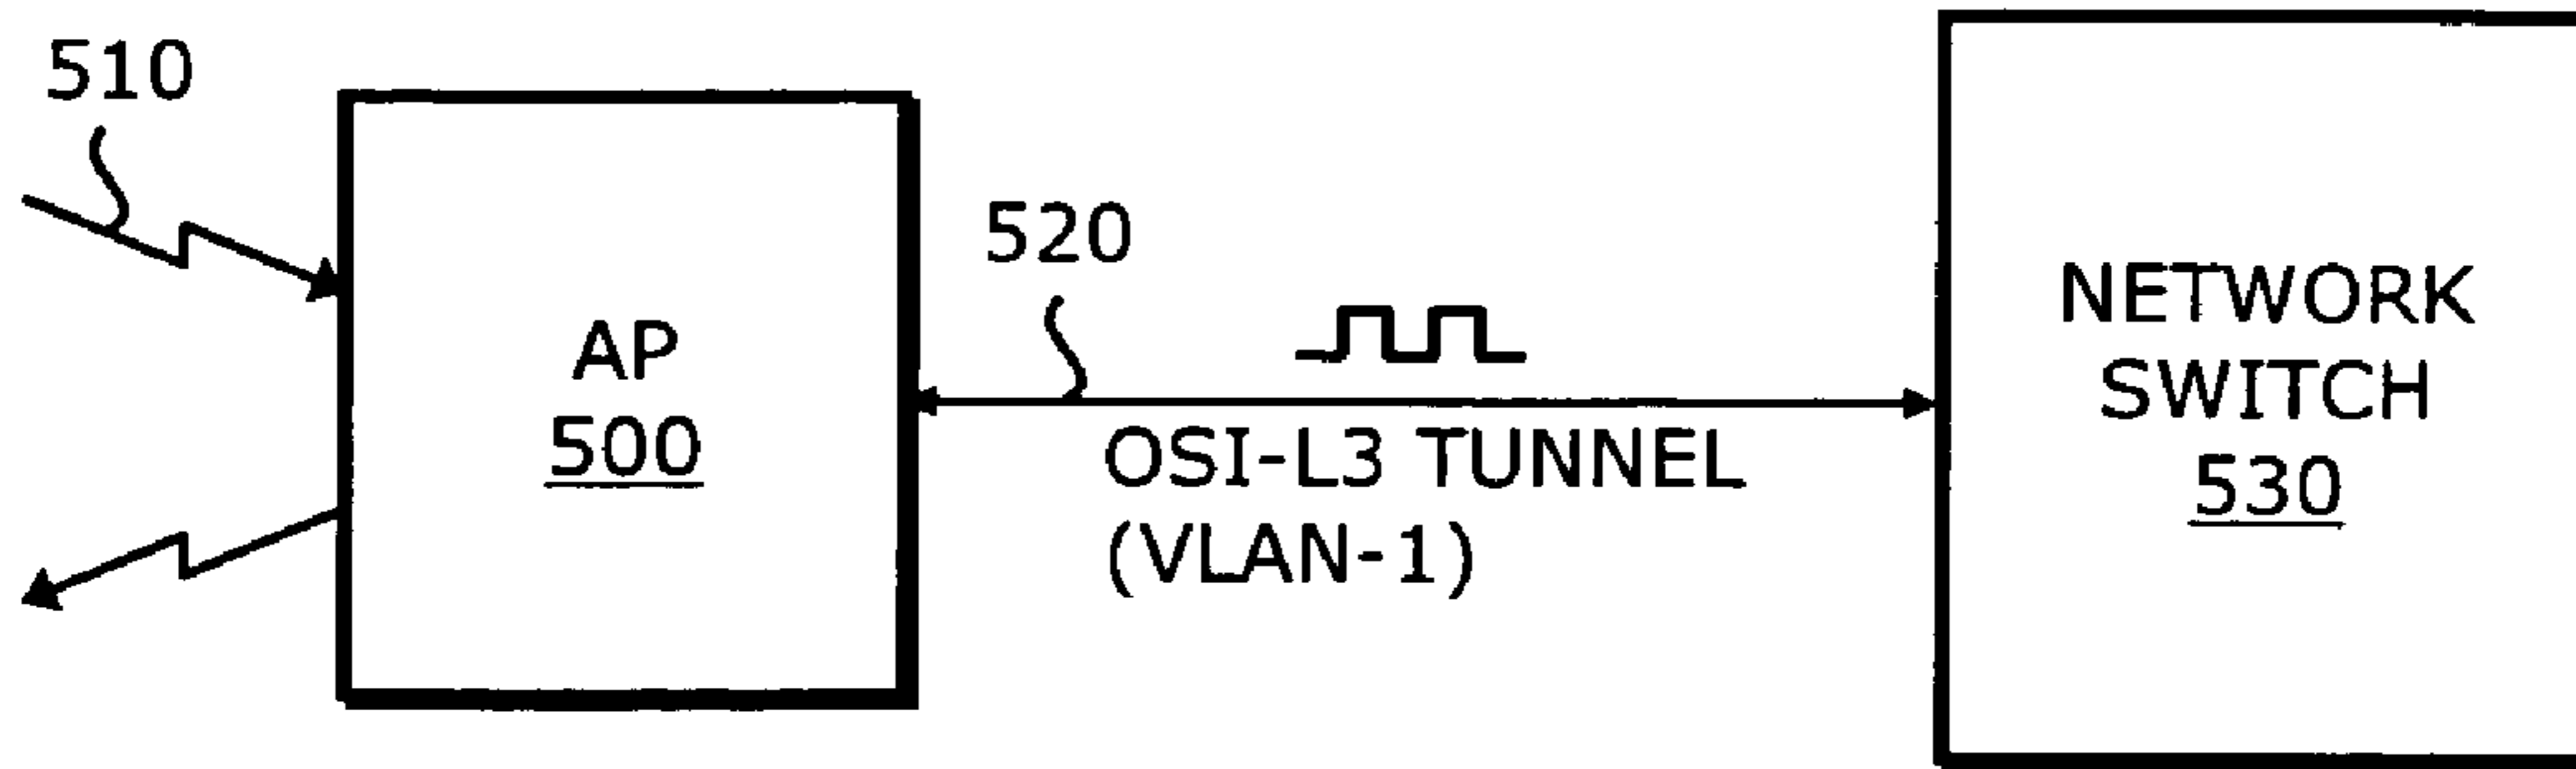 510
AP
500
520
OSI-L3 TUNNEL
(VLAN-1)
NETWORK
SWITCH
530